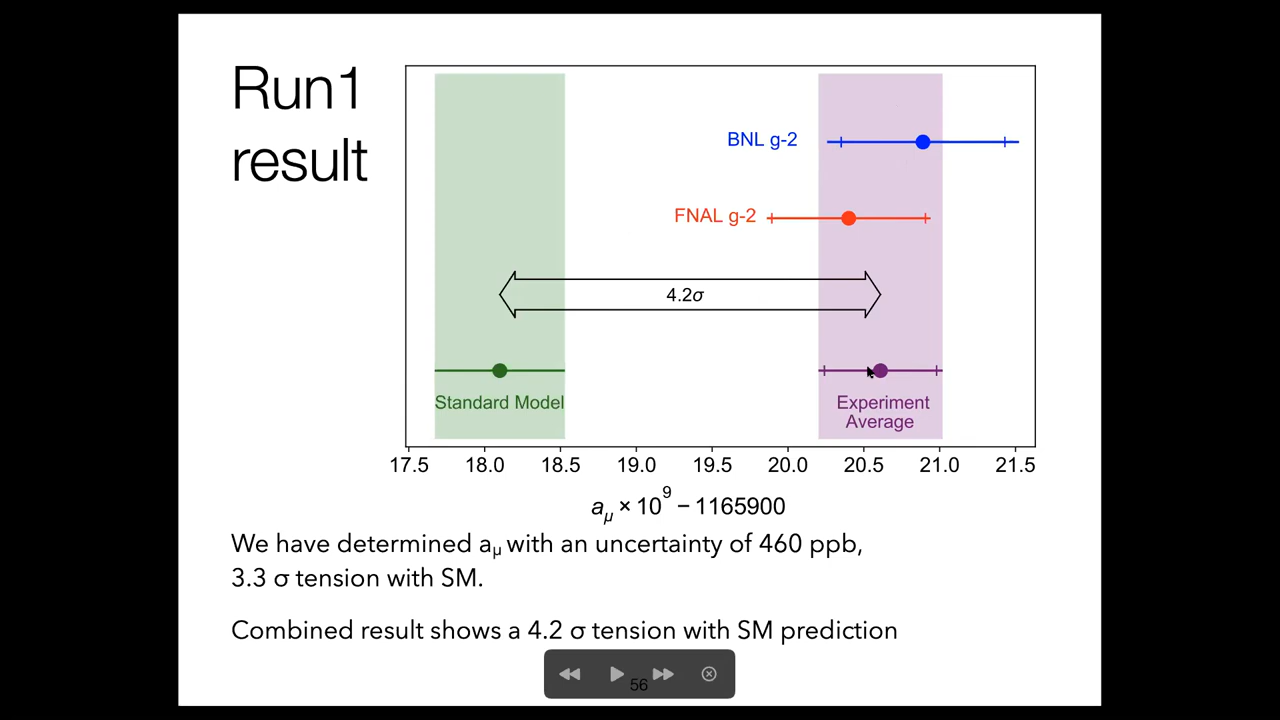 Run1
result
BNL g-2
FNAL g-2
4.2σ
Standard Model
Experiment
Average
17.5 18.0 18.5 19.0 19.5 20.0 20.5 21.0 21.5
aμ × 10⁹ − 1165900
We have determined aμ with an uncertainty of 460 ppb,
3.3 σ tension with SM.
Combined result shows a 4.2 σ tension with SM prediction
56